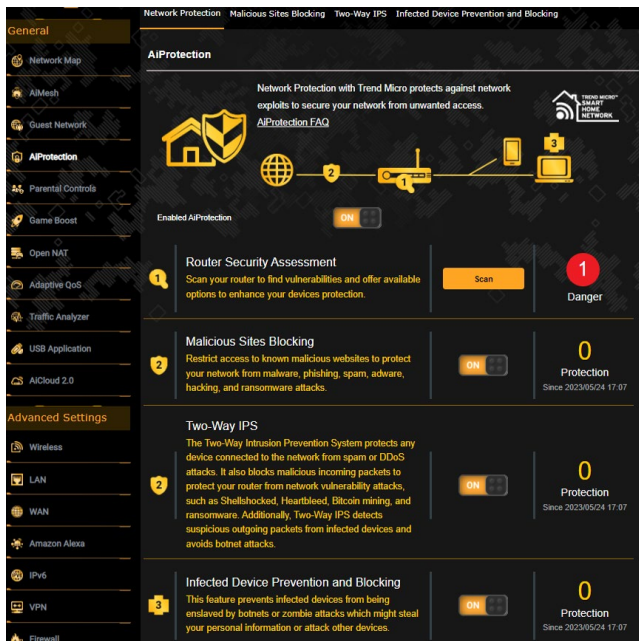 Network Protection Malicious Sites Blocking Two-Way IPS Infected Device Prevention and Blocking
General
Network Map
AiMesh
Guest Network
AiProtection
Parental Controls
Game Boost
Open NAT
Adaptive QoS
Traffic Analyzer
USB Application
AiCloud 2.0
Advanced Settings
Wireless
LAN
WAN
Amazon Alexa
IPv6
VPN
Firewall
AiProtection
Network Protection with Trend Micro protects against network
exploits to secure your network from unwanted access.
AiProtection FAQ
TREND MICRO™
SMART
HOME
NETWORK
2
1
3
Enabled AiProtection
ON
1
Router Security Assessment
Scan your router to find vulnerabilities and offer available
options to enhance your devices protection.
Scan
1
Danger
2
Malicious Sites Blocking
Restrict access to known malicious websites to protect
your network from malware, phishing, spam, adware,
hacking, and ransomware attacks.
ON
0
Protection
Since 2023/05/24 17:07
2
Two-Way IPS
The Two-Way Intrusion Prevention System protects any
device connected to the network from spam or DDoS
attacks. It also blocks malicious incoming packets to
protect your router from network vulnerability attacks,
such as Shellshocked, Heartbleed, Bitcoin mining, and
ransomware. Additionally, Two-Way IPS detects
suspicious outgoing packets from infected devices and
avoids botnet attacks.
ON
0
Protection
Since 2023/05/24 17:07
3
Infected Device Prevention and Blocking
This feature prevents infected devices from being
enslaved by botnets or zombie attacks which might steal
your personal information or attack other devices.
ON
0
Protection
Since 2023/05/24 17:07